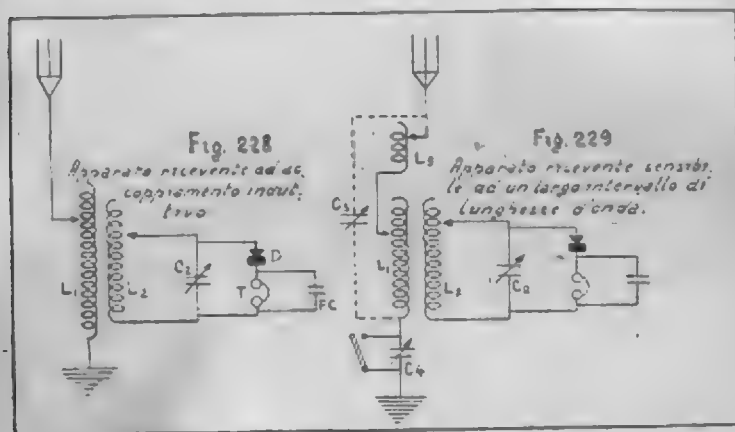 Fig. 228
Apparato ricevente ad ac,
coppiamento indut,
tivo
L₁
L₂
C₂
D
T
FC
Fig. 229
Apparato ricevente sensibi,
le ad un largo intervallo di
lunghesse d'onda.
L₃
C₃
L₁
L₂
C₂
C₄